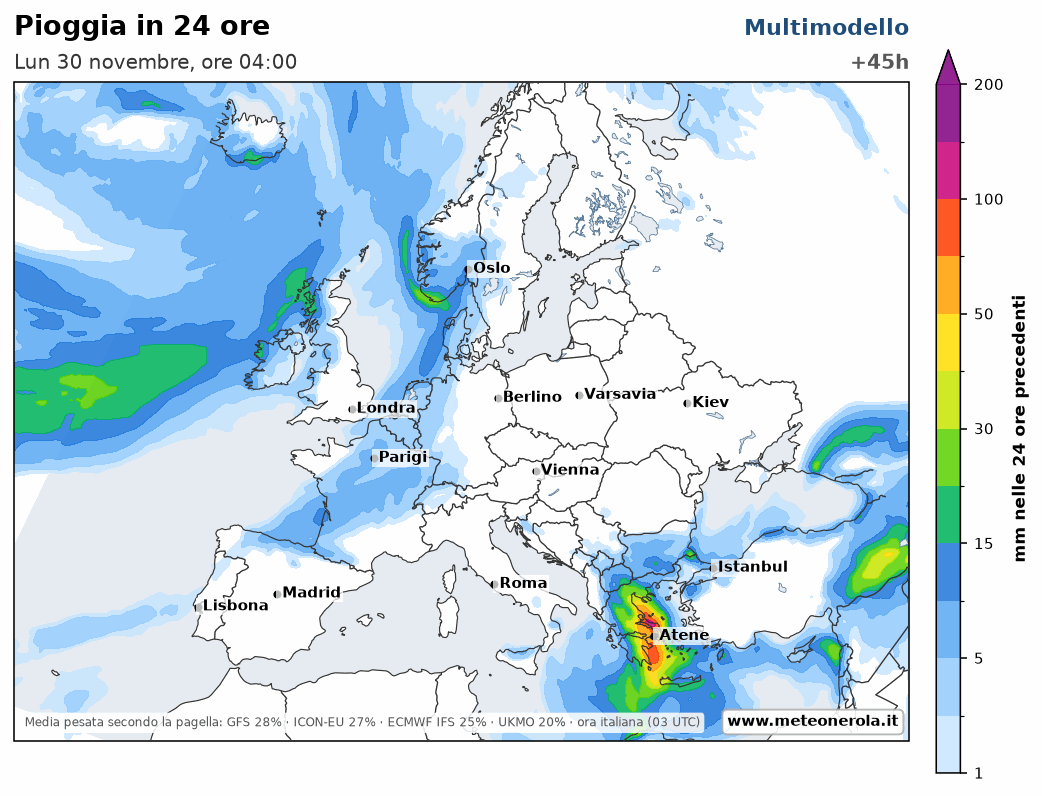 Pioggia in 24 ore
Multimodello
Lun 30 novembre, ore 04:00
+45h
200
100
50
30
15
5
1
mm nelle 24 ore precedenti
Oslo
Londra
Berlino
Varsavia
Kiev
Parigi
Vienna
Istanbul
Roma
Madrid
Lisbona
Atene
Media pesata secondo la pagella: GFS 28% · ICON-EU 27% · ECMWF IFS 25% · UKMO 20% · ora italiana (03 UTC)
www.meteonerola.it